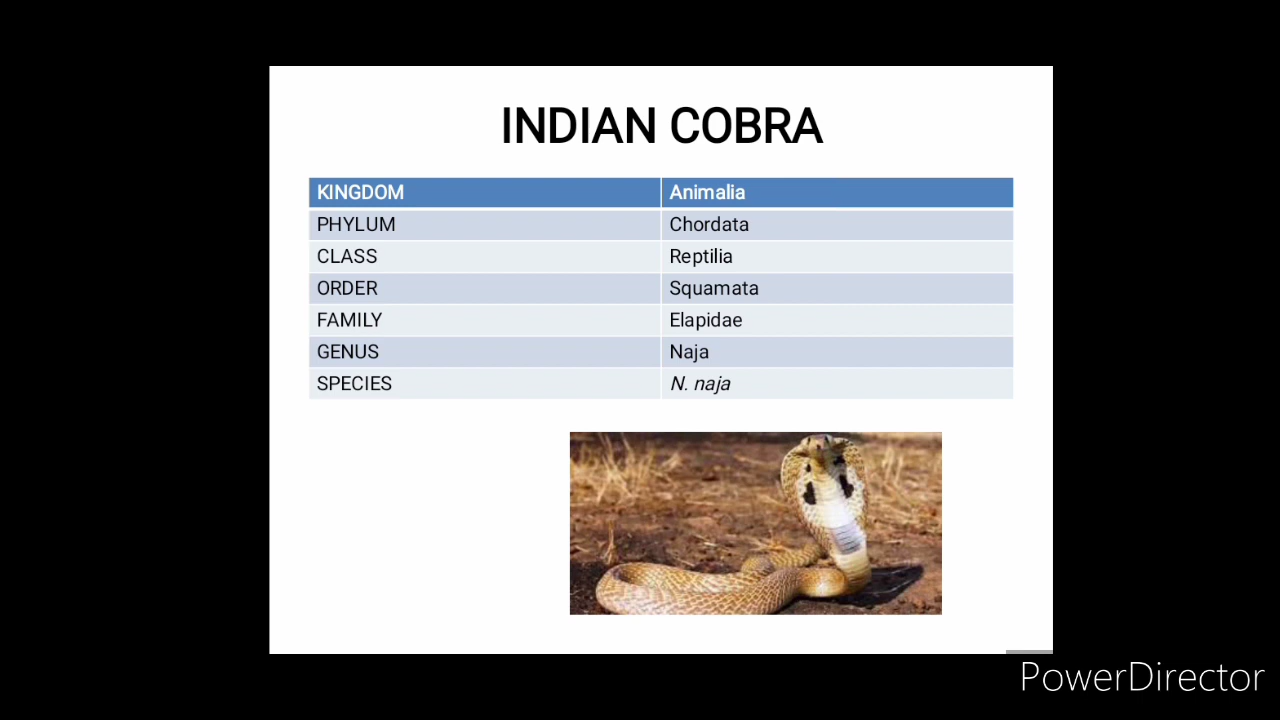 INDIAN COBRA
KINGDOM Animalia
PHYLUM Chordata
CLASS Reptilia
ORDER Squamata
FAMILY Elapidae
GENUS Naja
SPECIES N. naja
PowerDirector